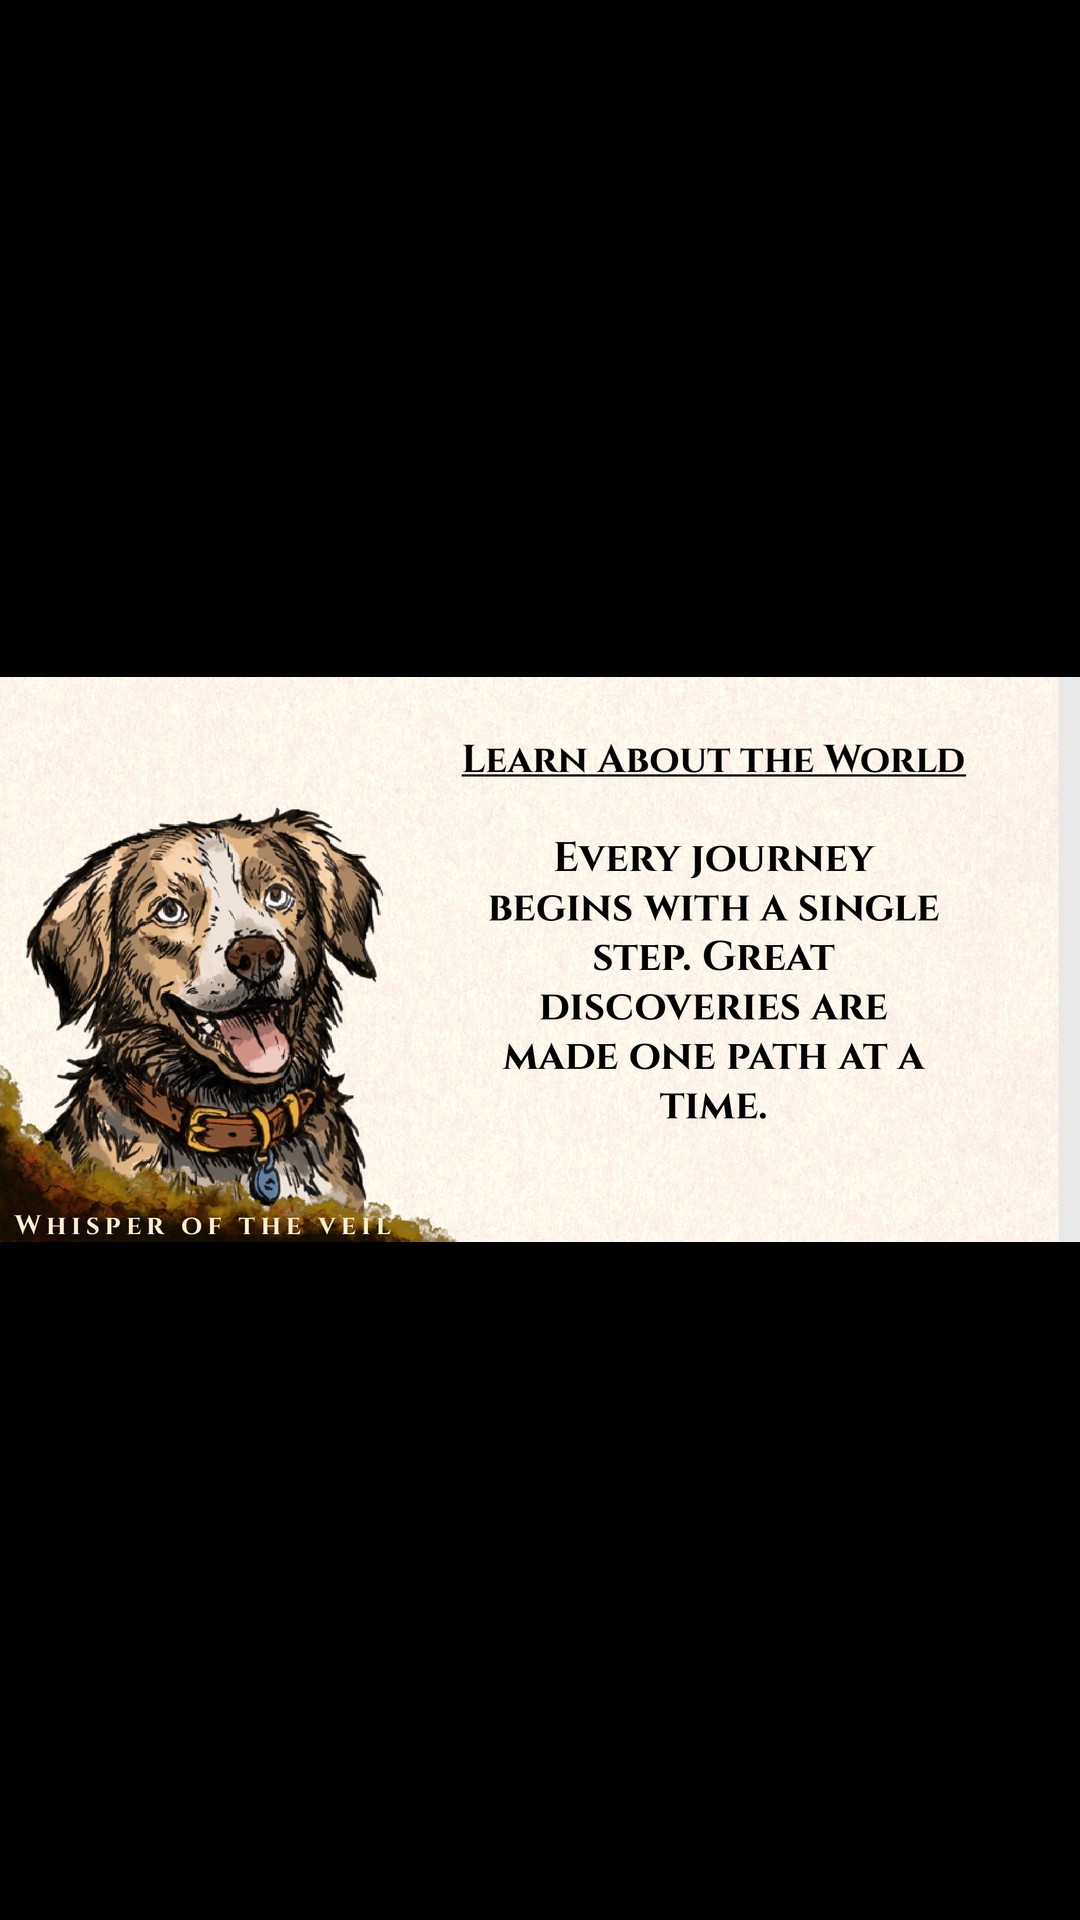 Learn About the World
Every journey
begins with a single
step. Great
discoveries are
made one path at a
time.
Whisper of the veil